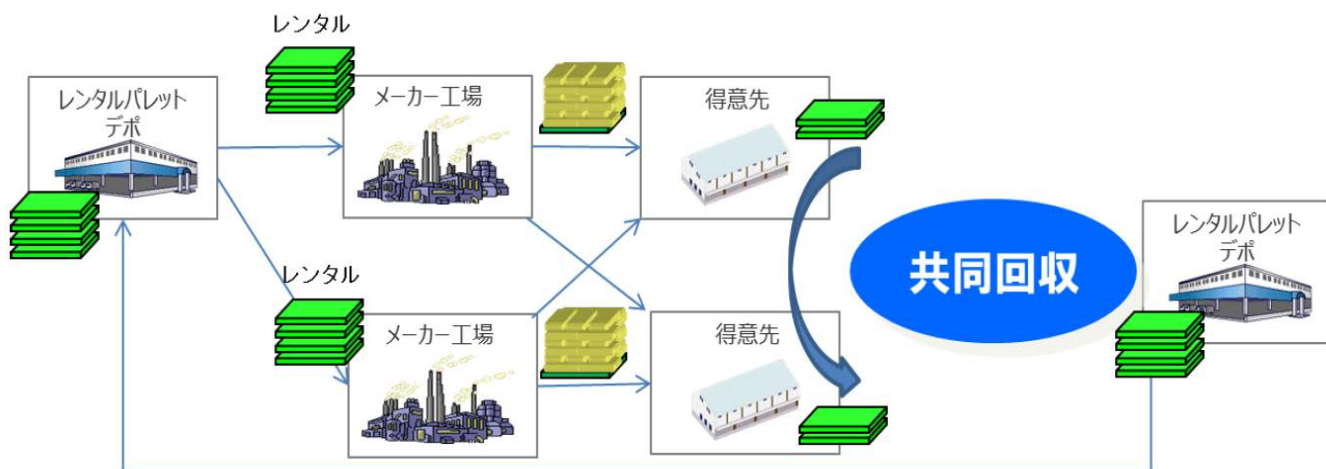 レンタル
レンタルパレット
デポ
メーカー工場
得意先
レンタル
メーカー工場
得意先
共同回収
レンタルパレット
デポ